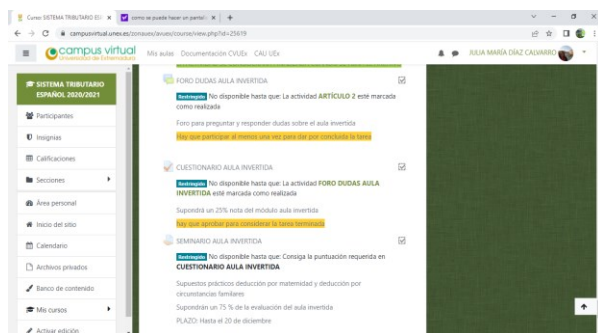 Curso: SISTEMA TRIBUTARIO ESP
como se puede hacer un pantall
campusvirtual.unex.es/zonauex/avuex/course/view.php?id=25619
campus virtual
Universidad de Extremadura
Mis aulas Documentación CVUEx CAU UEx
JULIA MARÍA DÍAZ CALVARRO
SISTEMA TRIBUTARIO
ESPAÑOL 2020/2021
Participantes
Insignias
Calificaciones
Secciones
Área personal
Inicio del sitio
Calendario
Archivos privados
Banco de contenido
Mis cursos
Activar edición
FORO DUDAS AULA INVERTIDA
Restringido No disponible hasta que: La actividad ARTÍCULO 2 esté marcada
como realizada
Foro para preguntar y responder dudas sobre el aula invertida
Hay que participar al menos una vez para dar por concluida la tarea
CUESTIONARIO AULA INVERTIDA
Restringido No disponible hasta que: La actividad FORO DUDAS AULA
INVERTIDA esté marcada como realizada
Supondrá un 25% nota del módulo aula invertida
hay que aprobar para considerar la tarea terminada
SEMINARIO AULA INVERTIDA
Restringido No disponible hasta que: Consiga la puntuación requerida en
CUESTIONARIO AULA INVERTIDA
Supuestos prácticos deducción por maternidad y deducción por
circunstancias familiares
Supondrán un 75 % de la evaluación del aula invertida
PLAZO: Hasta el 20 de diciembre